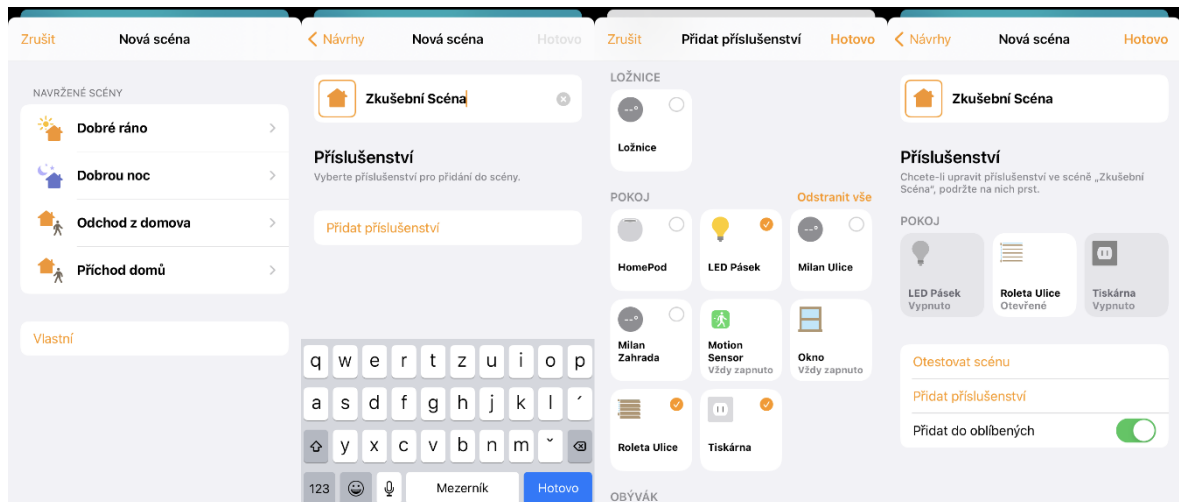 Zrušit
Nová scéna
NAVRŽENÉ SCÉNY
Dobré ráno
Dobrou noc
Odchod z domova
Příchod domů
Vlastní
Návrhy
Nová scéna
Hotovo
Zkušební Scéna
Příslušenství
Vyberte příslušenství pro přidání do scény.
Přidat příslušenství
q w e r t z u i o p
a s d f g h j k l ´
y x c v b n m ˇ
123
Mezerník
Hotovo
Zrušit
Přidat příslušenství
Hotovo
LOŽNICE
--°
Ložnice
POKOJ
Odstranit vše
HomePod
LED Pásek
--°
Milan Ulice
--°
Milan
Zahrada
Motion
Sensor
Vždy zapnuto
Okno
Vždy zapnuto
Roleta Ulice
Tiskárna
OBÝVÁK
Návrhy
Nová scéna
Hotovo
Zkušební Scéna
Příslušenství
Chcete-li upravit příslušenství ve scéně „Zkušební
Scéna“, podržte na nich prst.
POKOJ
LED Pásek
Vypnuto
Roleta Ulice
Otevřené
Tiskárna
Vypnuto
Otestovat scénu
Přidat příslušenství
Přidat do oblíbených